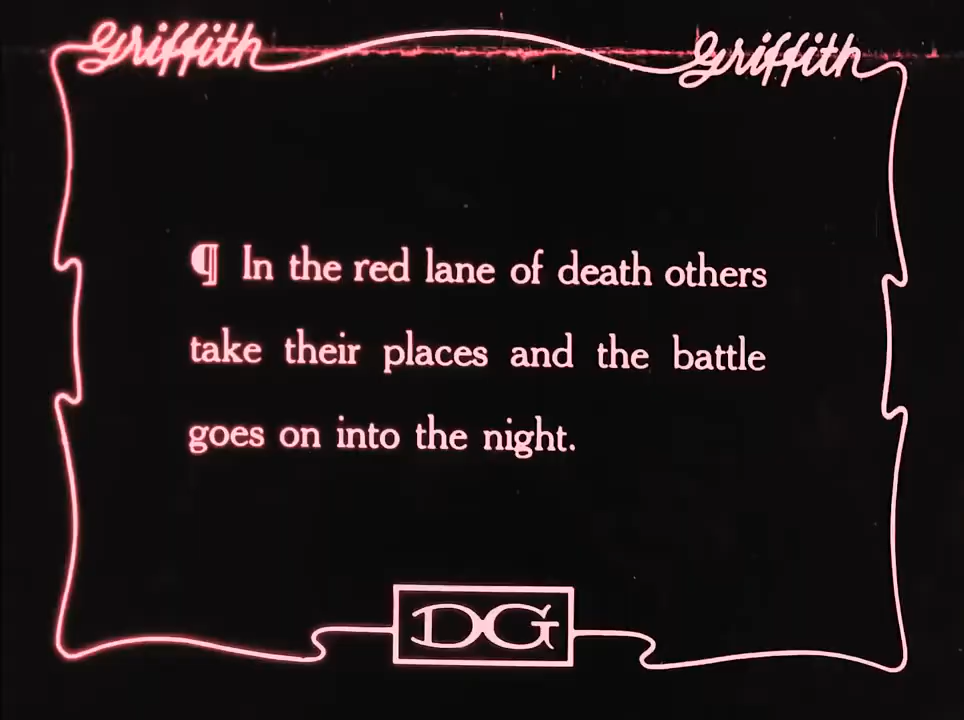 Griffith Griffith
¶ In the red lane of death others
take their places and the battle
goes on into the night.
DG